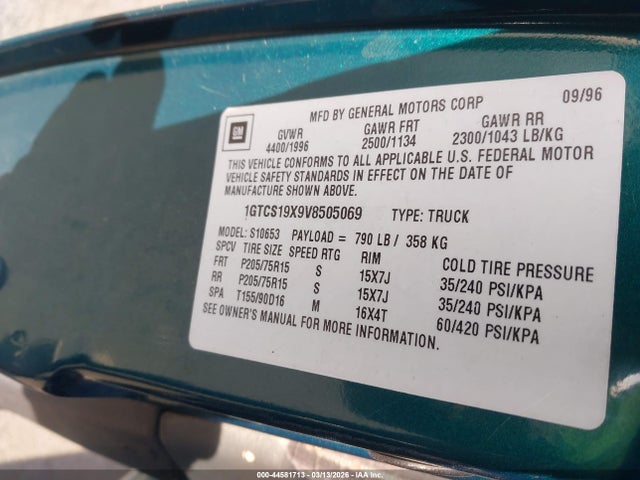 MFD BY GENERAL MOTORS CORP 09/96
GM
GVWR GAWR FRT GAWR RR
4400/1996 2500/1134 2300/1043 LB/KG
THIS VEHICLE CONFORMS TO ALL APPLICABLE U.S. FEDERAL MOTOR
VEHICLE SAFETY STANDARDS IN EFFECT ON THE DATE OF
MANUFACTURE SHOWN ABOVE.
1GTCS19X9V8505069 TYPE: TRUCK
MODEL: S10653 PAYLOAD = 790 LB/ 358 KG
SPCV TIRE SIZE SPEED RTG RIM COLD TIRE PRESSURE
FRT P205/75R15 S 15X7J 35/240 PSI/KPA
RR P205/75R15 S 15X7J 35/240 PSI/KPA
SPA T155/90D16 M 16X4T 60/420 PSI/KPA
SEE OWNER'S MANUAL FOR MORE INFORMATION.
000-44581713 - 03/13/2026 - IAA Holdings, LLC